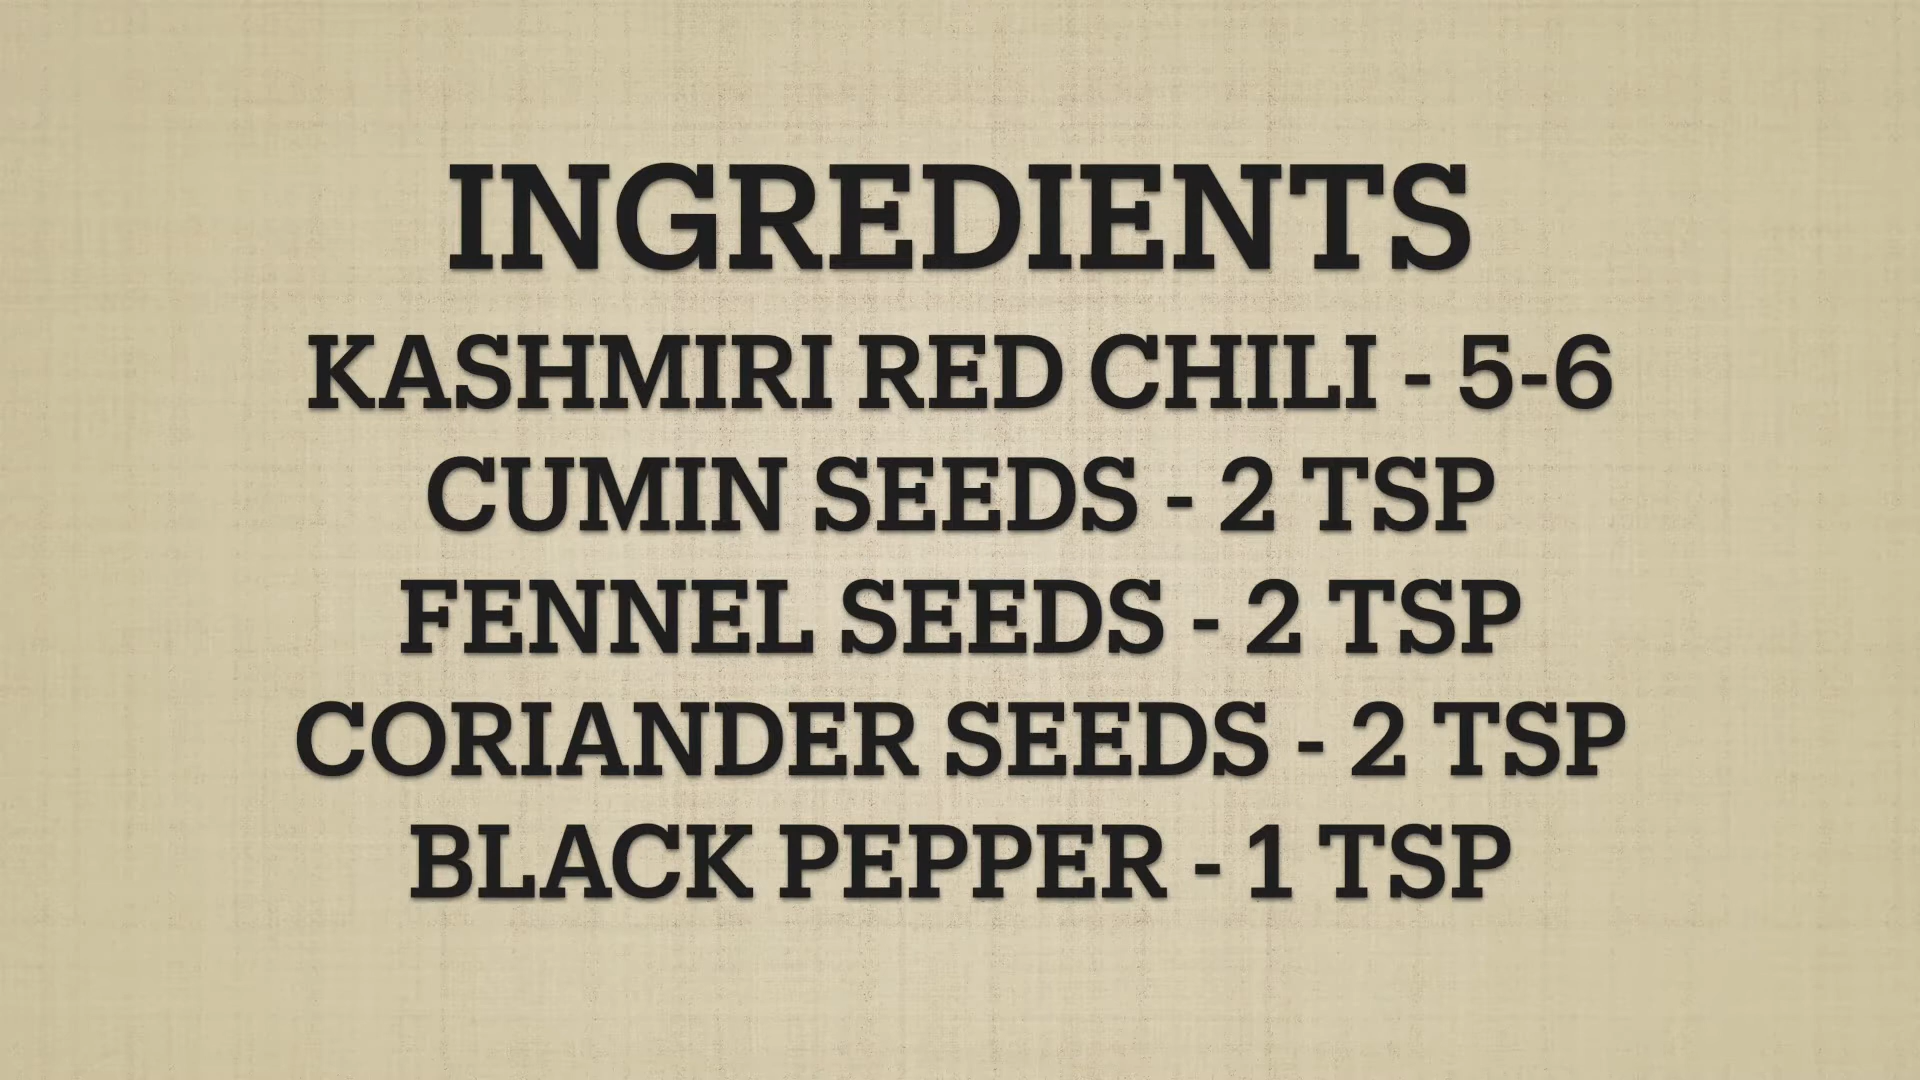 INGREDIENTS
KASHMIRI RED CHILI - 5-6
CUMIN SEEDS - 2 TSP
FENNEL SEEDS - 2 TSP
CORIANDER SEEDS - 2 TSP
BLACK PEPPER - 1 TSP